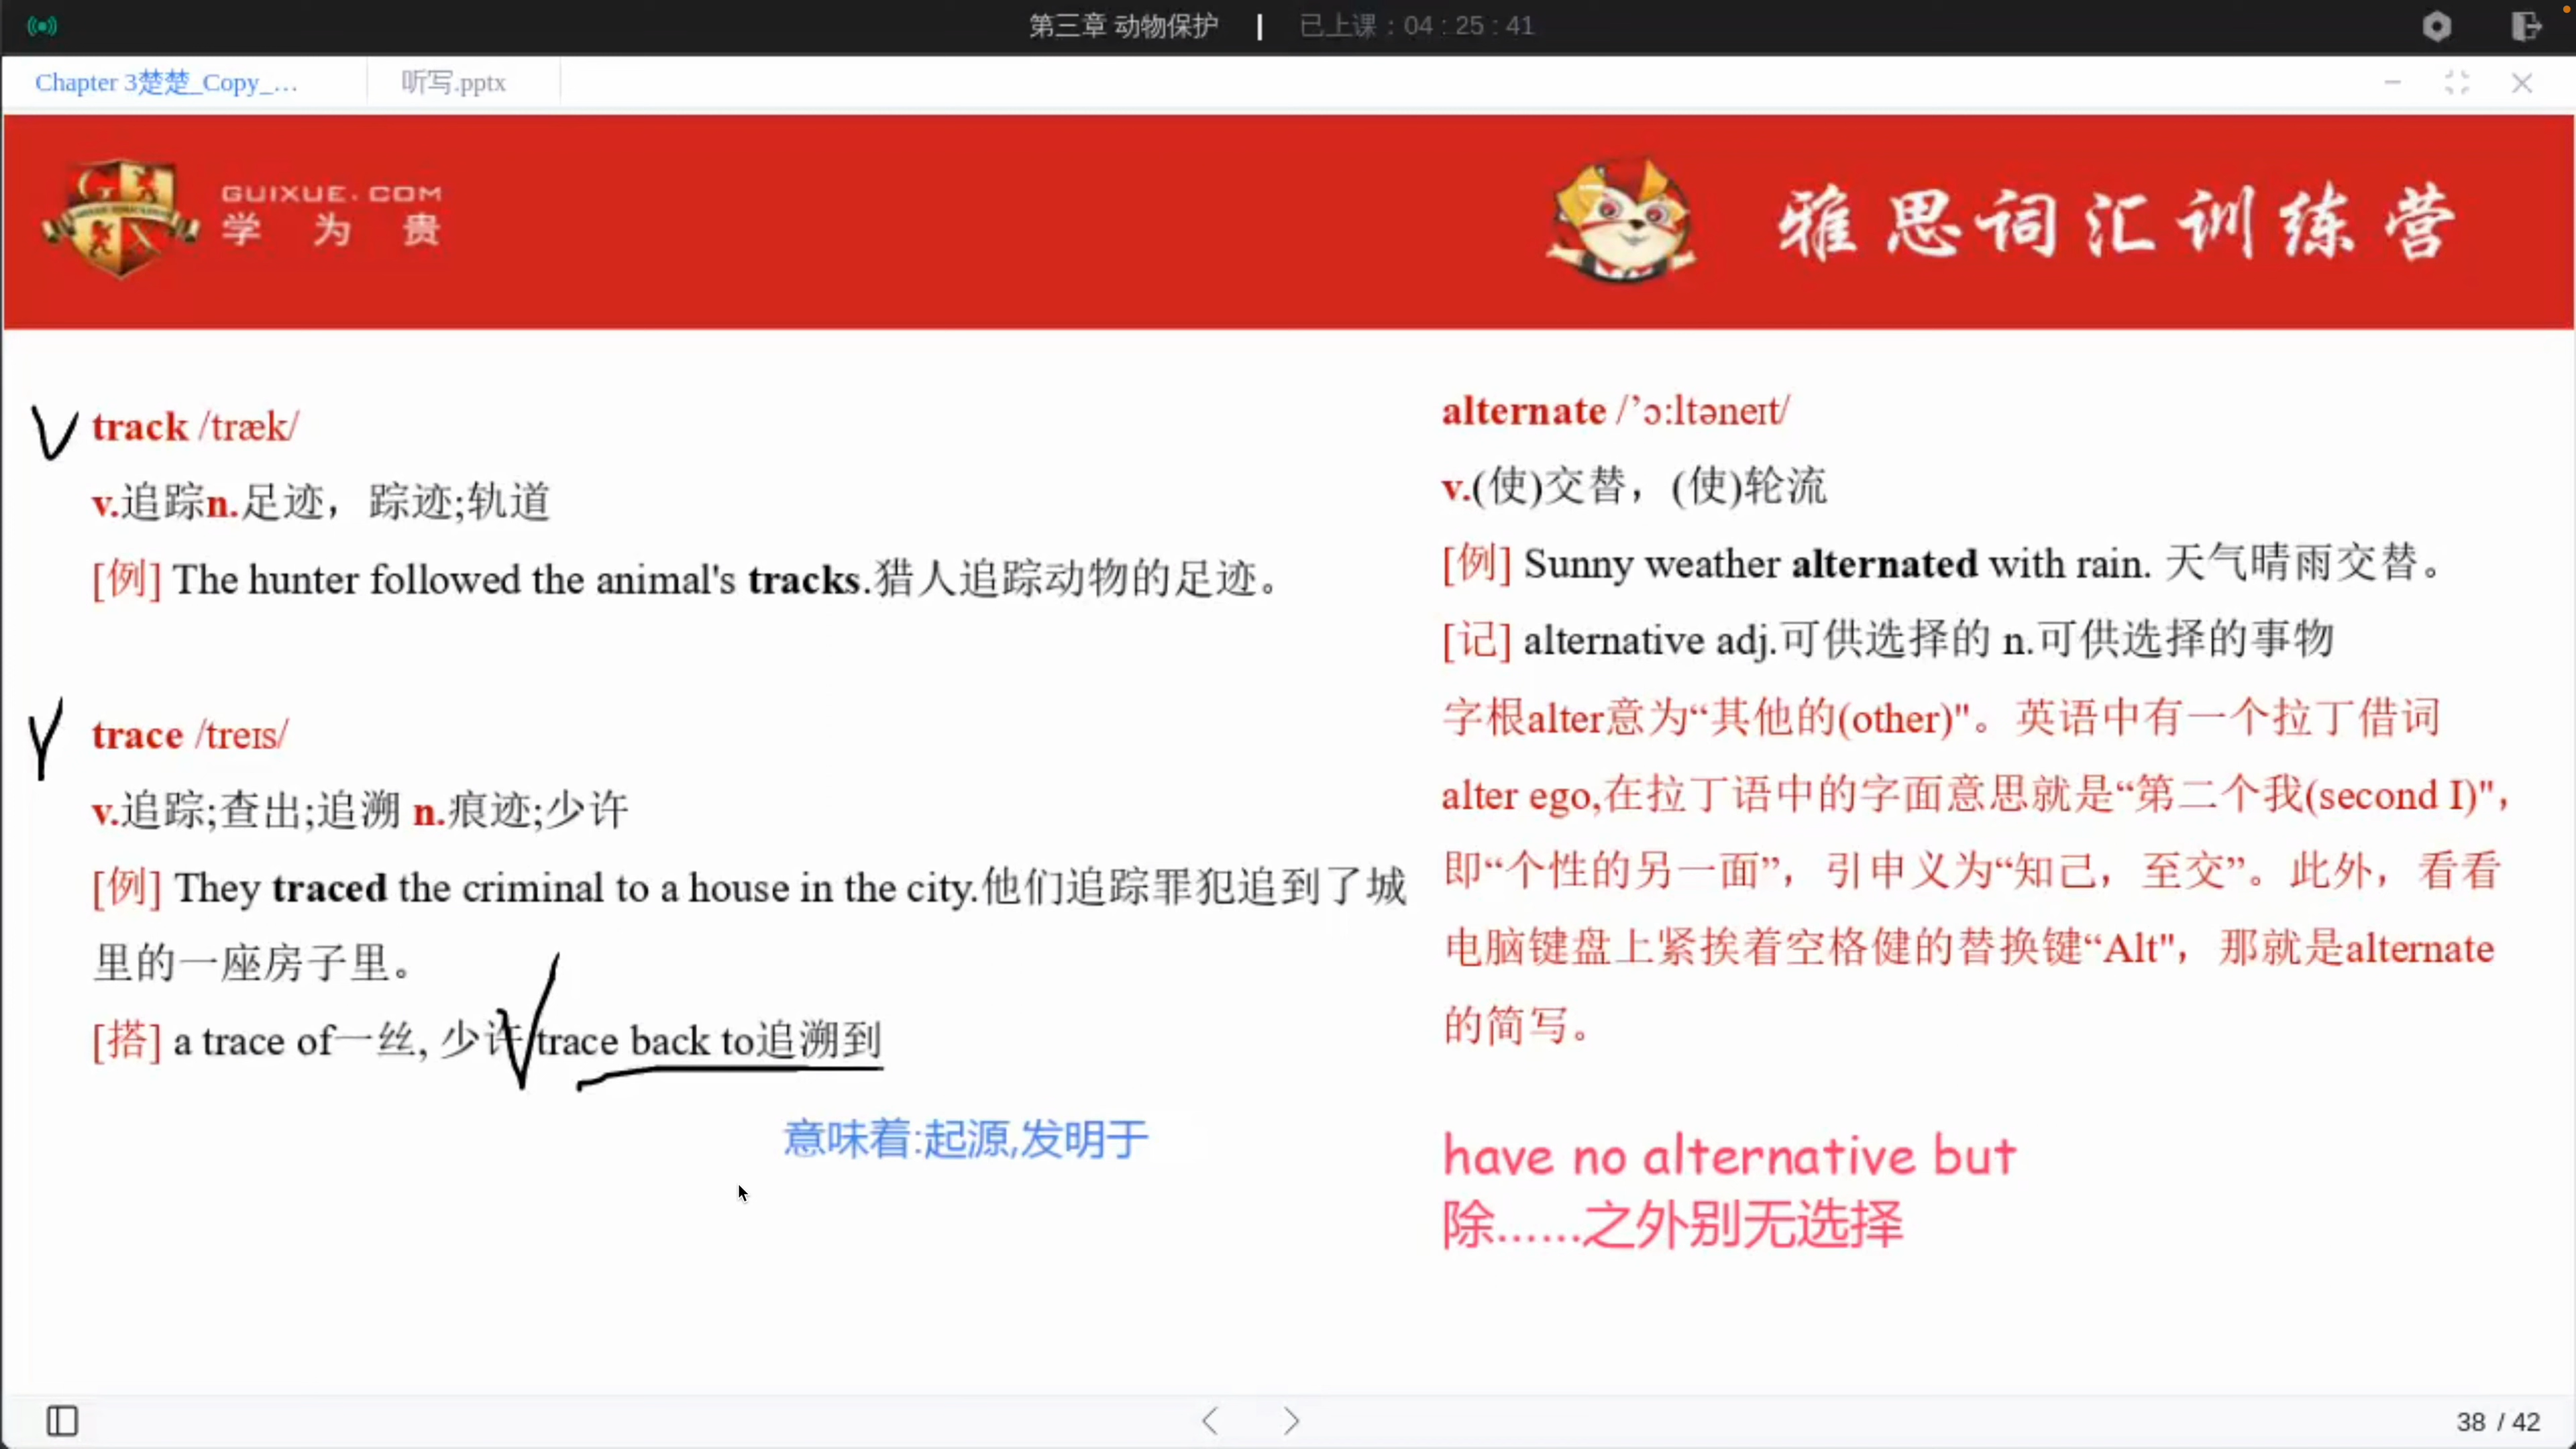 第三章 动物保护 | 已上课：04 : 25 : 41
Chapter 3楚楚_Copy_... 听写.pptx
GUIXUE.COM
学为贵
雅思词汇训练营
track /træk/
v.追踪n.足迹，踪迹;轨道
[例] The hunter followed the animal's tracks.猎人追踪动物的足迹。
trace /treɪs/
v.追踪;查出;追溯 n.痕迹;少许
[例] They traced the criminal to a house in the city.他们追踪罪犯追到了城
里的一座房子里。
[搭] a trace of一丝, 少许 trace back to追溯到
意味着:起源,发明于
alternate /’ɔ:ltəneɪt/
v.(使)交替，(使)轮流
[例] Sunny weather alternated with rain. 天气晴雨交替。
[记] alternative adj.可供选择的 n.可供选择的事物
字根alter意为“其他的(other)"。英语中有一个拉丁借词
alter ego,在拉丁语中的字面意思就是“第二个我(second I)",
即“个性的另一面”，引申义为“知己，至交”。此外，看看
电脑键盘上紧挨着空格健的替换键“Alt"，那就是alternate
的简写。
have no alternative but
除……之外别无选择
38 / 42